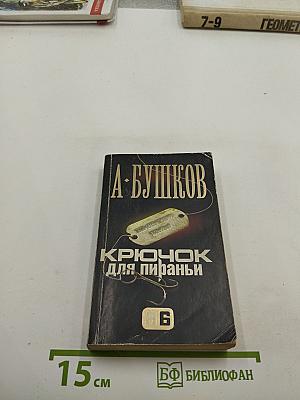 7-9
ГЕОМЕТ
А·БУШКОВ
КРЮЧОК
для пираньи
6
15 см
БФ
БИБЛИОФАН